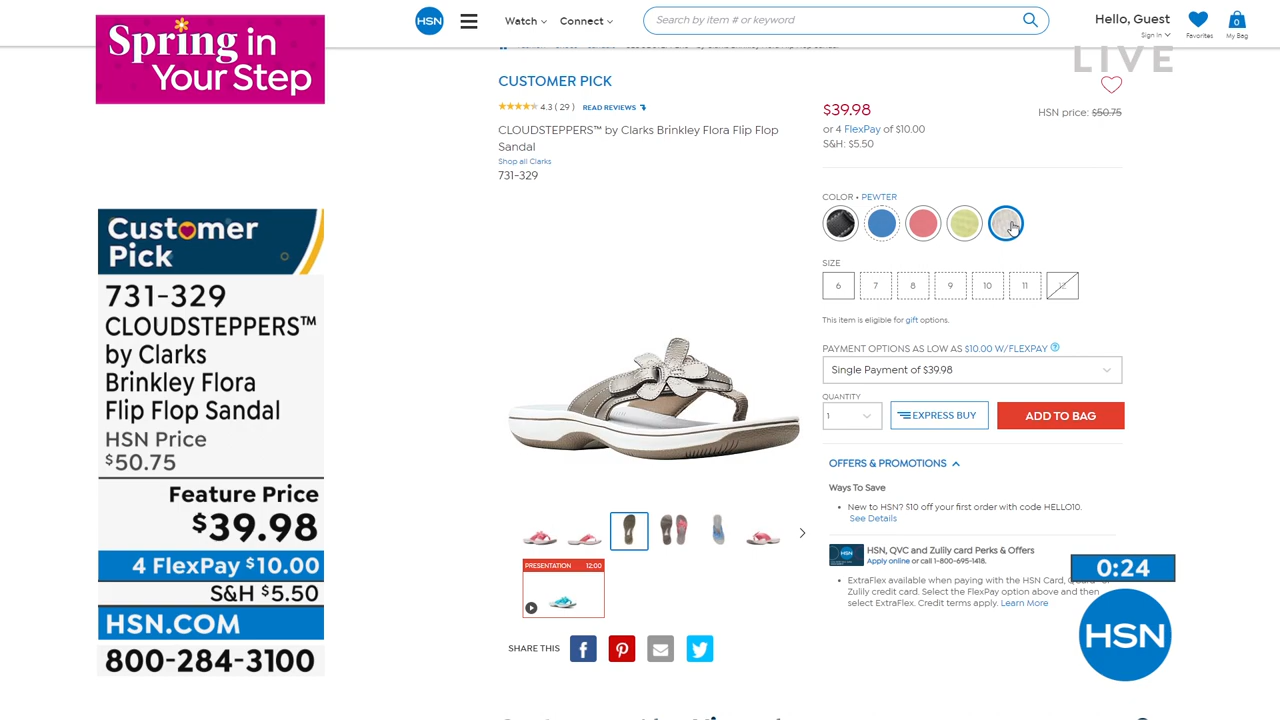 Spring in
Your Step
Customer
Pick
731-329
CLOUDSTEPPERS™
by Clarks
Brinkley Flora
Flip Flop Sandal
HSN Price
$50.75
Feature Price
$39.98
4 FlexPay $10.00
S&H $5.50
HSN.COM
800-284-3100
HSN
Watch
Connect
Search by item # or keyword
Hello, Guest
Sign in
Favorites
0
My Bag
LIVE
CUSTOMER PICK
4.3 ( 29 ) READ REVIEWS
CLOUDSTEPPERS™ by Clarks Brinkley Flora Flip Flop
Sandal
Shop all Clarks
731-329
PRESENTATION 12:00
SHARE THIS
$39.98
HSN price: $50.75
or 4 FlexPay of $10.00
S&H: $5.50
COLOR • PEWTER
SIZE
6 7 8 9 10 11 12
This item is eligible for gift options.
PAYMENT OPTIONS AS LOW AS $10.00 W/FLEXPAY ?
Single Payment of $39.98
QUANTITY
1
EXPRESS BUY
ADD TO BAG
OFFERS & PROMOTIONS
Ways To Save
• New to HSN? $10 off your first order with code HELLO10.
See Details
HSN, QVC and Zulily card Perks & Offers
Apply online or call 1-800-695-1418.
• ExtraFlex available when paying with the HSN Card, or
Zulily credit card. Select the FlexPay option above and then
select ExtraFlex. Credit terms apply. Learn More
0:24
HSN